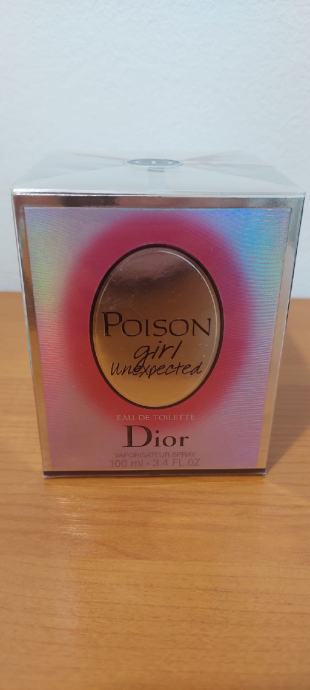 POISON
girl
unexpected
EAU DE TOILETTE
Dior
VAPORISATEUR SPRAY
100 ml - 3.4 FL.OZ